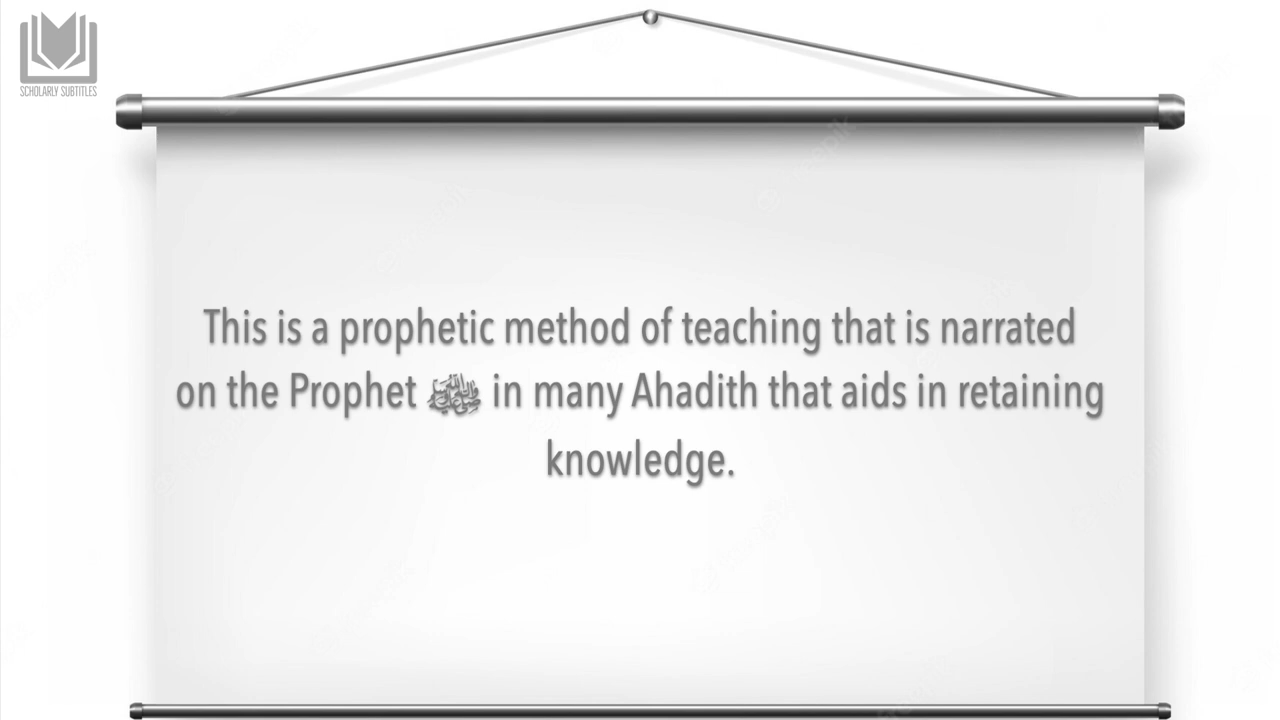 SCHOLARLY SUBTITLES
This is a prophetic method of teaching that is narrated
on the Prophet ﷺ in many Ahadith that aids in retaining
knowledge.